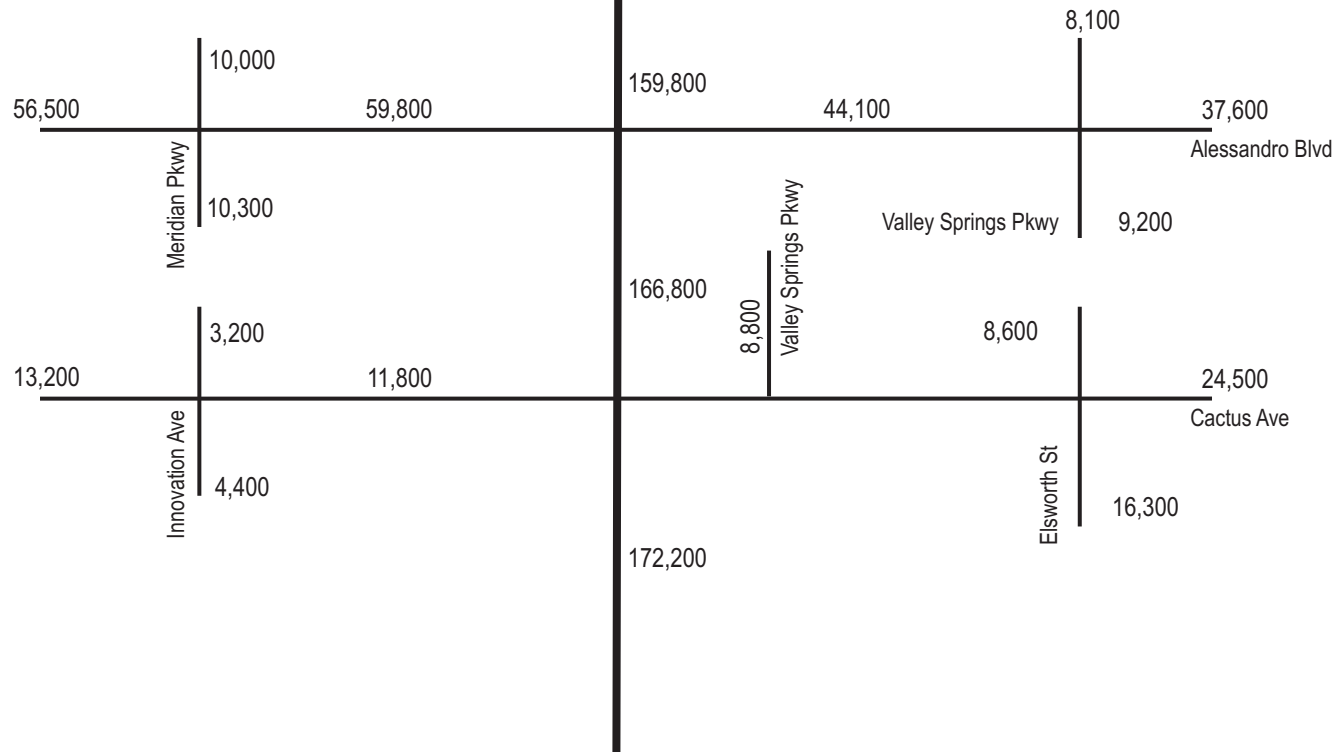 8,100
10,000
159,800
56,500
59,800
44,100
37,600
Alessandro Blvd
Meridian Pkwy
10,300
Valley Springs Pkwy
Valley Springs Pkwy
9,200
166,800
8,800
3,200
8,600
13,200
11,800
24,500
Cactus Ave
Innovation Ave
4,400
Elsworth St
16,300
172,200